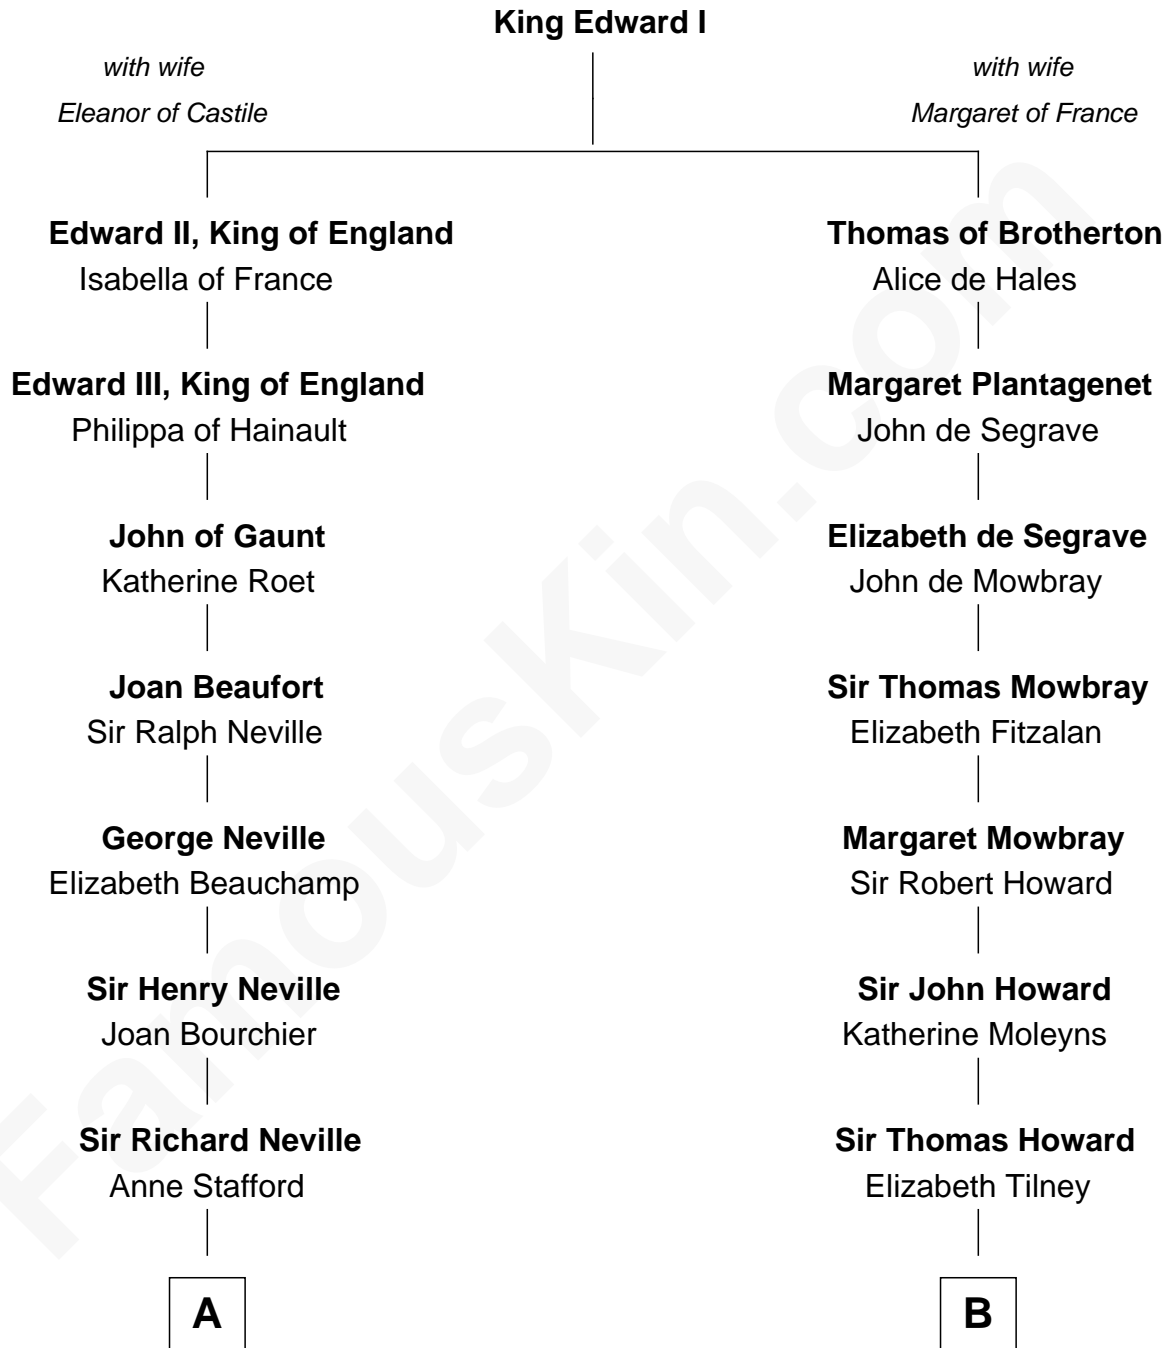 King Edward I
with wife
Eleanor of Castile
with wife
Margaret of France
Edward II, King of England
Isabella of France
Thomas of Brotherton
Alice de Hales
Edward III, King of England
Philippa of Hainault
Margaret Plantagenet
John de Segrave
John of Gaunt
Katherine Roet
Elizabeth de Segrave
John de Mowbray
Joan Beaufort
Sir Ralph Neville
Sir Thomas Mowbray
Elizabeth Fitzalan
George Neville
Elizabeth Beauchamp
Margaret Mowbray
Sir Robert Howard
Sir Henry Neville
Joan Bourchier
Sir John Howard
Katherine Moleyns
Sir Richard Neville
Anne Stafford
Sir Thomas Howard
Elizabeth Tilney
A
B
FamousKin.com